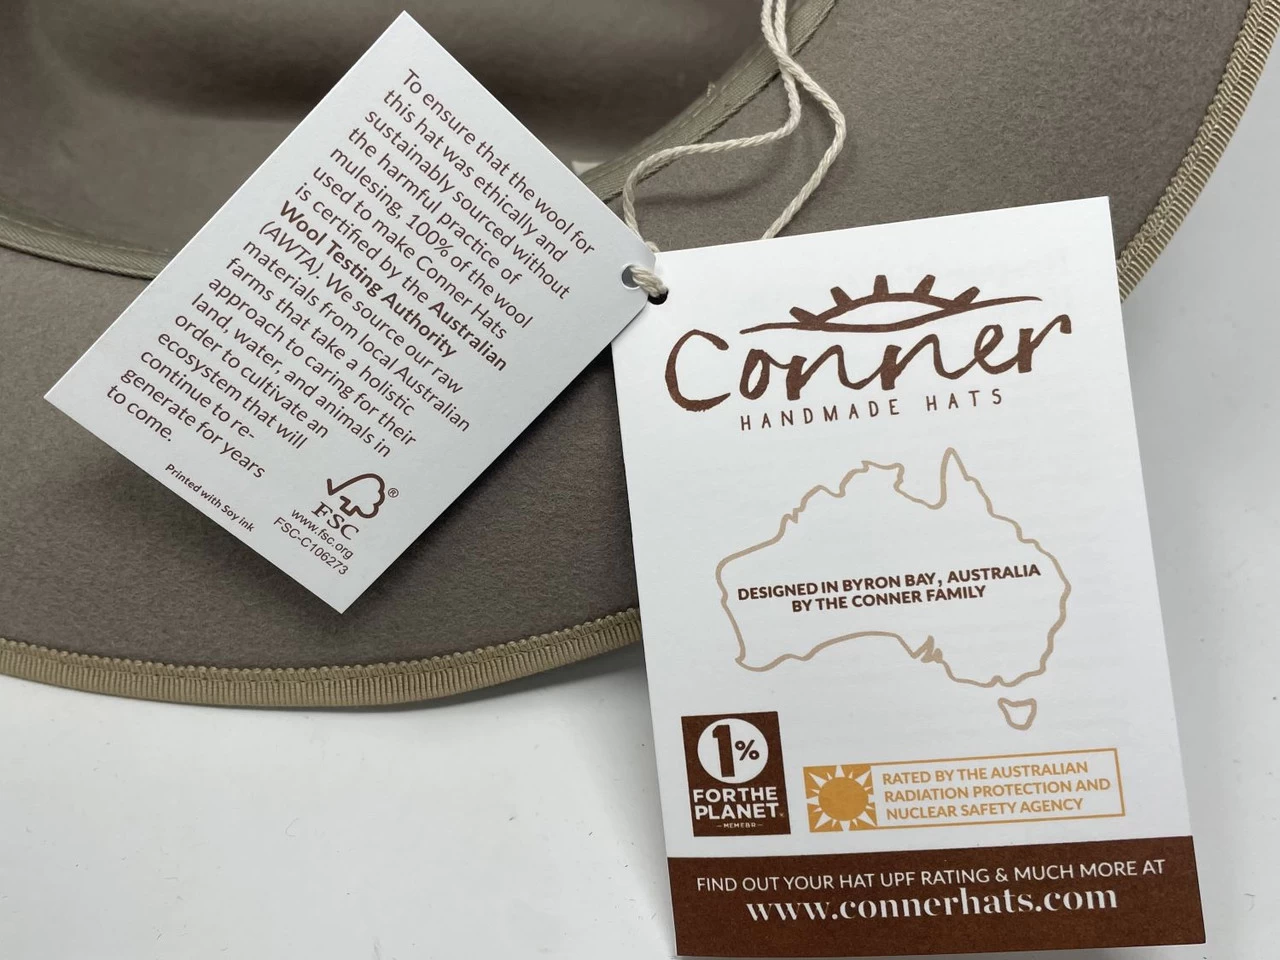 To ensure that the wool for
this hat was ethically and
sustainably sourced without
the harmful practice of
mulesing, 100% of the wool
used to make Conner Hats
is certified by the Australian
Wool Testing Authority
(AWTA). We source our raw
materials from local Australian
farms that take a holistic
approach to caring for their
land, water, and animals in
order to cultivate an
ecosystem that will
continue to re-
generate for years
to come.
Printed with Soy ink
®
FSC
www.fsc.org
FSC-C106273
Conner
HANDMADE HATS
DESIGNED IN BYRON BAY, AUSTRALIA
BY THE CONNER FAMILY
1%
FOR THE
PLANET
MEMEBR
RATED BY THE AUSTRALIAN
RADIATION PROTECTION AND
NUCLEAR SAFETY AGENCY
FIND OUT YOUR HAT UPF RATING & MUCH MORE AT
www.connerhats.com